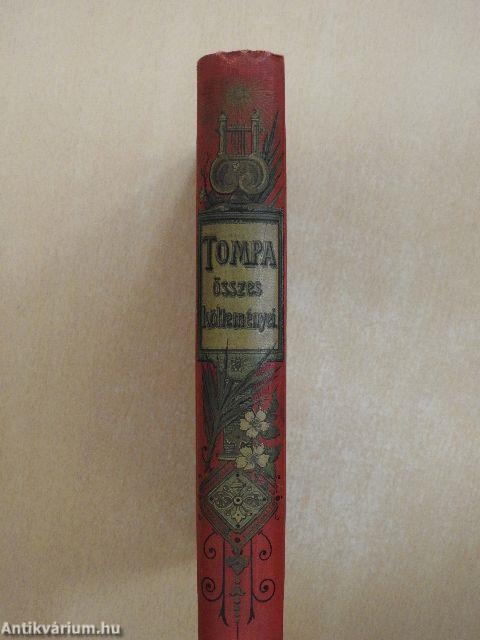 TOMPA
összes
költeményei
Antikvárium.hu